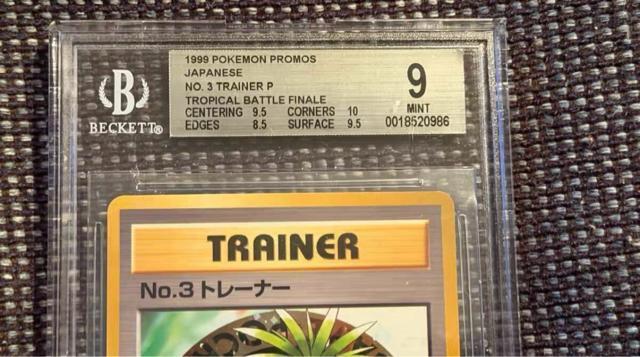 1999 POKEMON PROMOS
JAPANESE
NO. 3 TRAINER P
TROPICAL BATTLE FINALE
CENTERING 9.5 CORNERS 10
EDGES 8.5 SURFACE 9.5
9
MINT
0018520986
B
BECKETT®
TRAINER
No.3トレーナー